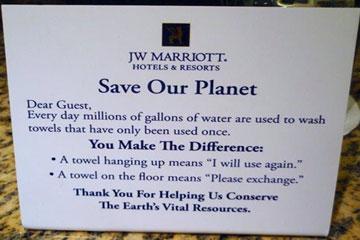 JW MARRIOTT.
HOTELS & RESORTS
Save Our Planet
Dear Guest,
Every day millions of gallons of water are used to wash
towels that have only been used once.
You Make The Difference:
• A towel hanging up means “I will use again.”
• A towel on the floor means “Please exchange.”
Thank You For Helping Us Conserve
The Earth’s Vital Resources.